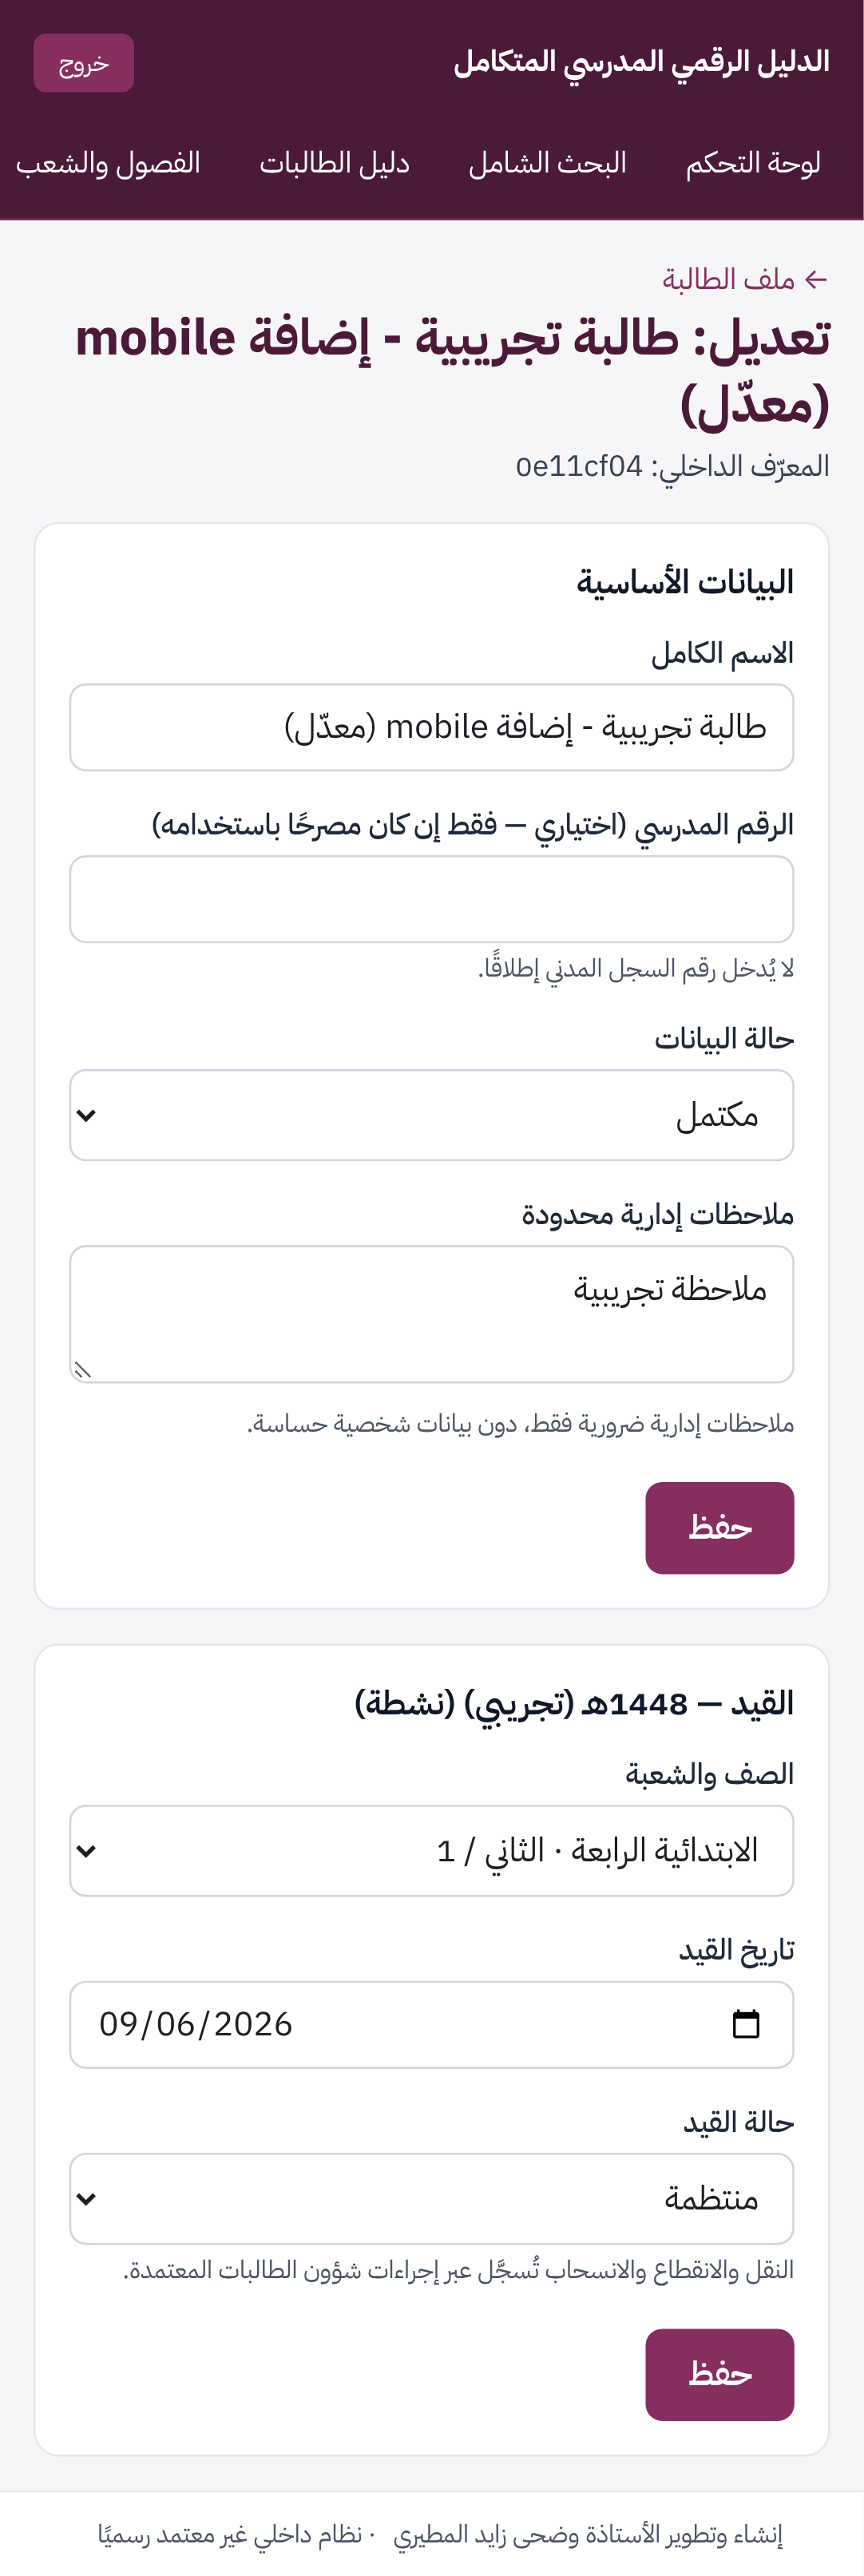 الدليل الرقمي المدرسي المتكامل
خروج
لوحة التحكم
البحث الشامل
دليل الطالبات
الفصول والشعب
← ملف الطالبة
تعديل: طالبة تجريبية - إضافة mobile
(معدّل)
المعرّف الداخلي: 0e11cf04
البيانات الأساسية
الاسم الكامل
طالبة تجريبية - إضافة mobile (معدّل)
الرقم المدرسي (اختياري — فقط إن كان مصرحًا باستخدامه)
لا يُدخل رقم السجل المدني إطلاقًا.
حالة البيانات
مكتمل
ملاحظات إدارية محدودة
ملاحظة تجريبية
ملاحظات إدارية ضرورية فقط، دون بيانات شخصية حساسة.
حفظ
القيد — 1448هـ (تجريبي) (نشطة)
الصف والشعبة
الابتدائية الرابعة · الثاني / 1
تاريخ القيد
09/06/2026
حالة القيد
منتظمة
النقل والانقطاع والانسحاب تُسجَّل عبر إجراءات شؤون الطالبات المعتمدة.
حفظ
إنشاء وتطوير الأستاذة وضحى زايد المطيري · نظام داخلي غير معتمد رسميًا